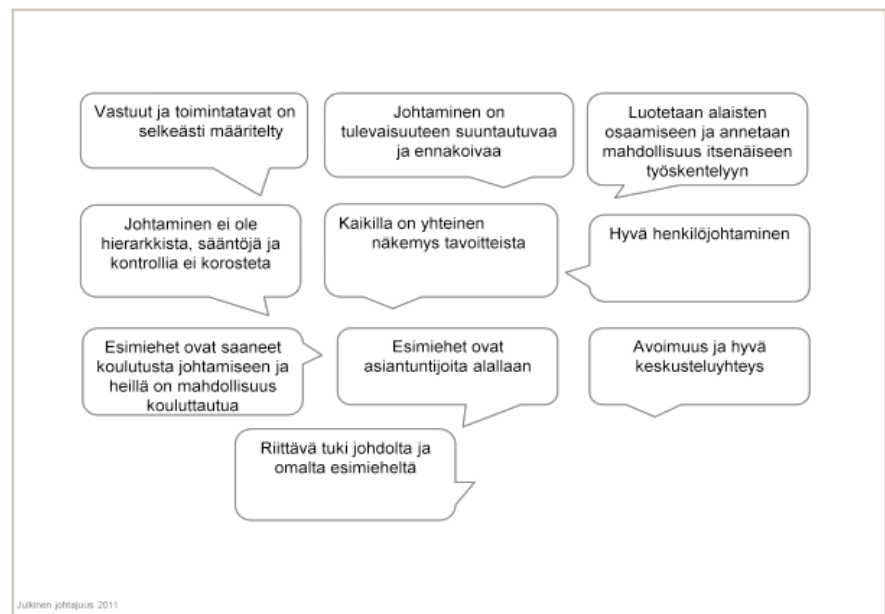 Vastuut ja toimintatavat on
selkeästi määritelty
Johtaminen on
tulevaisuuteen suuntautuvaa
ja ennakoivaa
Luotetaan alaisten
osaamiseen ja annetaan
mahdollisuus itsenäiseen
työskentelyyn
Johtaminen ei ole
hierarkkista, sääntöjä ja
kontrollia ei korosteta
Kaikilla on yhteinen
näkemys tavoitteista
Hyvä henkilöjohtaminen
Esimiehet ovat saaneet
koulutusta johtamiseen ja
heillä on mahdollisuus
kouluttautua
Esimiehet ovat
asiantuntijoita alallaan
Avoimuus ja hyvä
keskusteluyhteys
Riittävä tuki johdolta ja
omalta esimieheltä
Julkinen johtajuus 2011